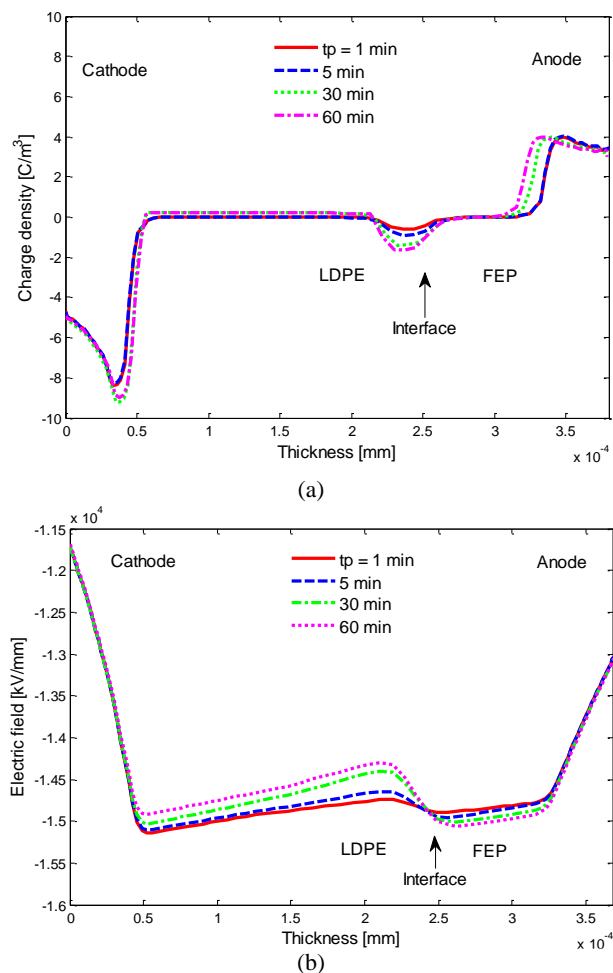 10
8
6
4
2
0
-2
-4
-6
-8
-10
Charge density [C/m³]
Cathode
tp = 1 min
5 min
30 min
60 min
Anode
LDPE
FEP
Interface
0 0.5 1 1.5 2 2.5 3 3.5
Thickness [mm]
x 10⁻⁴
(a)
x 10⁴
-1.15
-1.2
-1.25
-1.3
-1.35
-1.4
-1.45
-1.5
-1.55
-1.6
Electric field [kV/mm]
Cathode
tp = 1 min
5 min
30 min
60 min
Anode
LDPE
FEP
Interface
0 0.5 1 1.5 2 2.5 3 3.5
Thickness [mm]
x 10⁻⁴
(b)